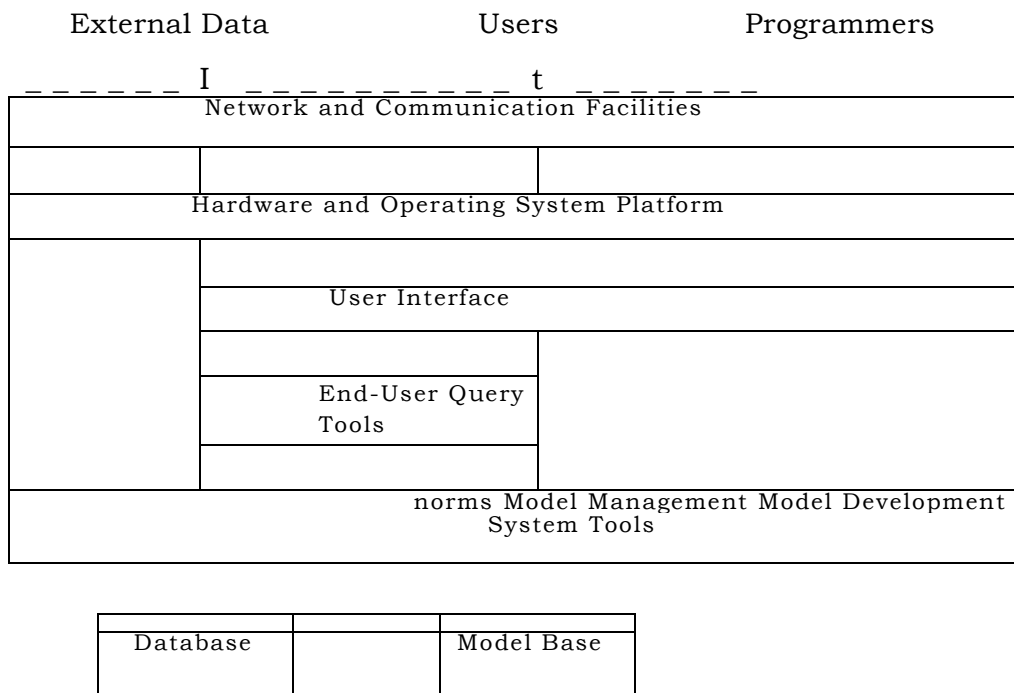 External Data Users Programmers
_ _ _ _ _ _ I _ _ _ _ _ _ _ _ _ _ t _ _ _ _ _ _ _
Network and Communication Facilities
Hardware and Operating System Platform
User Interface
End-User Query
Tools
norms Model Management Model Development
System Tools
Database Model Base